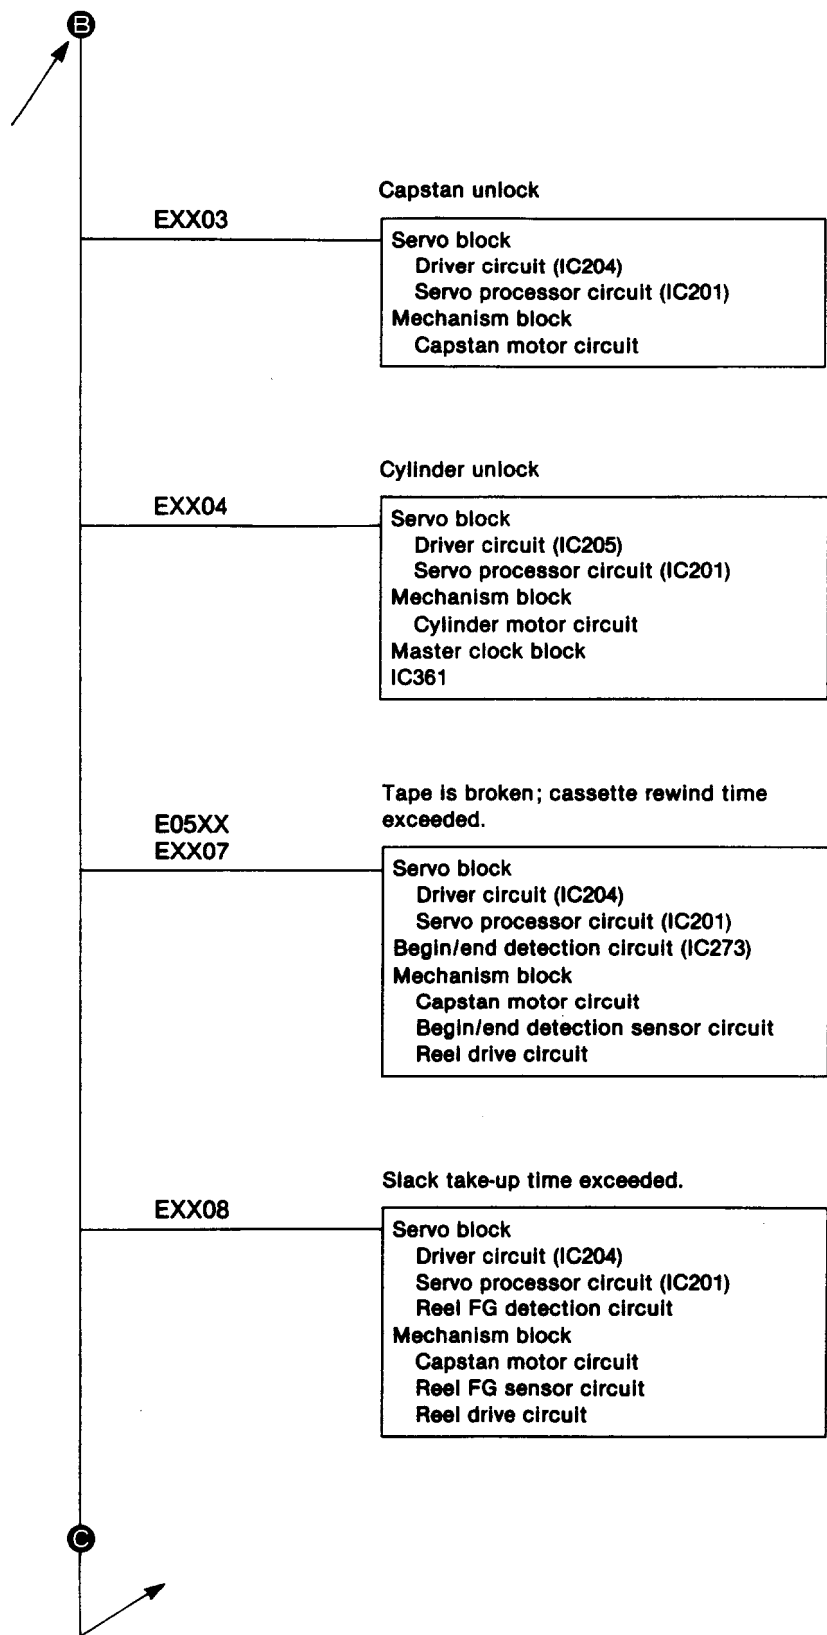 B
Capstan unlock
EXX03
Servo block
Driver circuit (IC204)
Servo processor circuit (IC201)
Mechanism block
Capstan motor circuit
Cylinder unlock
EXX04
Servo block
Driver circuit (IC205)
Servo processor circuit (IC201)
Mechanism block
Cylinder motor circuit
Master clock block
IC361
Tape is broken; cassette rewind time
exceeded.
E05XX
EXX07
Servo block
Driver circuit (IC204)
Servo processor circuit (IC201)
Begin/end detection circuit (IC273)
Mechanism block
Capstan motor circuit
Begin/end detection sensor circuit
Reel drive circuit
Slack take-up time exceeded.
EXX08
Servo block
Driver circuit (IC204)
Servo processor circuit (IC201)
Reel FG detection circuit
Mechanism block
Capstan motor circuit
Reel FG sensor circuit
Reel drive circuit
C